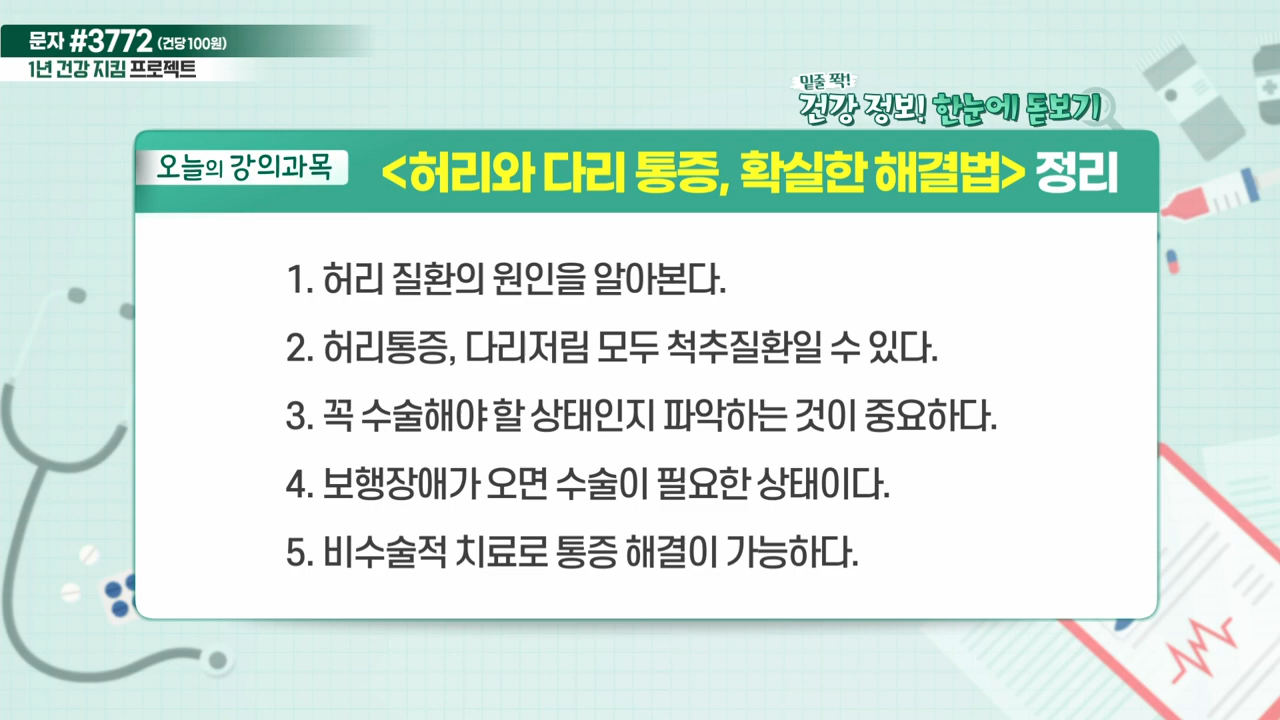 문자 #3772 (건당 100원)
1년 건강 지킴 프로젝트
밑줄 쫙!
건강 정보! 한눈에 돋보기
오늘의 강의과목
<허리와 다리 통증, 확실한 해결법> 정리
1. 허리 질환의 원인을 알아본다.
2. 허리통증, 다리저림 모두 척추질환일 수 있다.
3. 꼭 수술해야 할 상태인지 파악하는 것이 중요하다.
4. 보행장애가 오면 수술이 필요한 상태이다.
5. 비수술적 치료로 통증 해결이 가능하다.